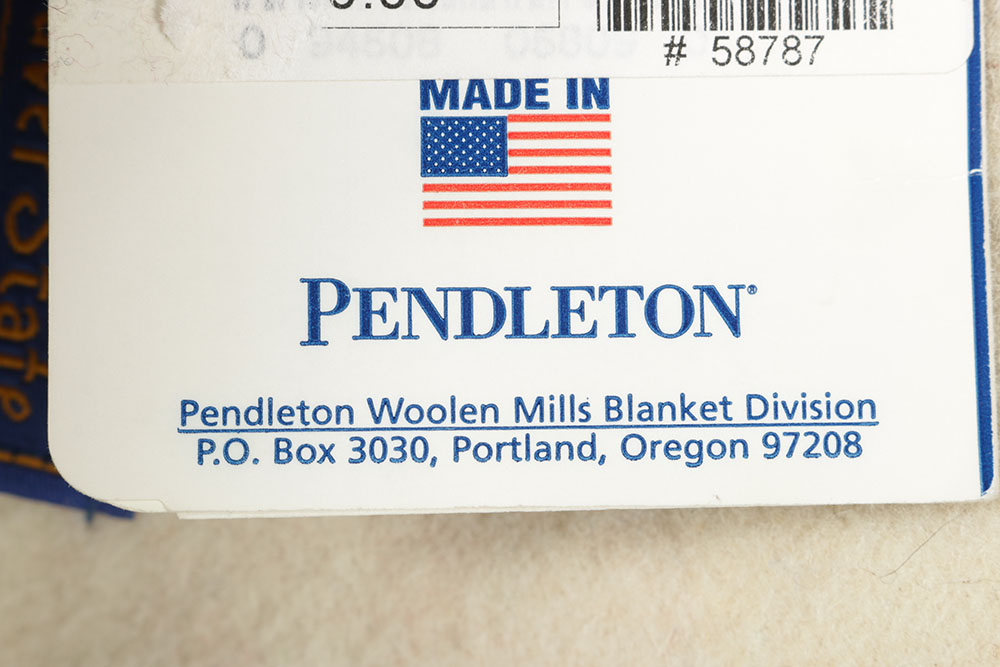 # 58787
MADE IN
PENDLETON®
Pendleton Woolen Mills Blanket Division
P.O. Box 3030, Portland, Oregon 97208